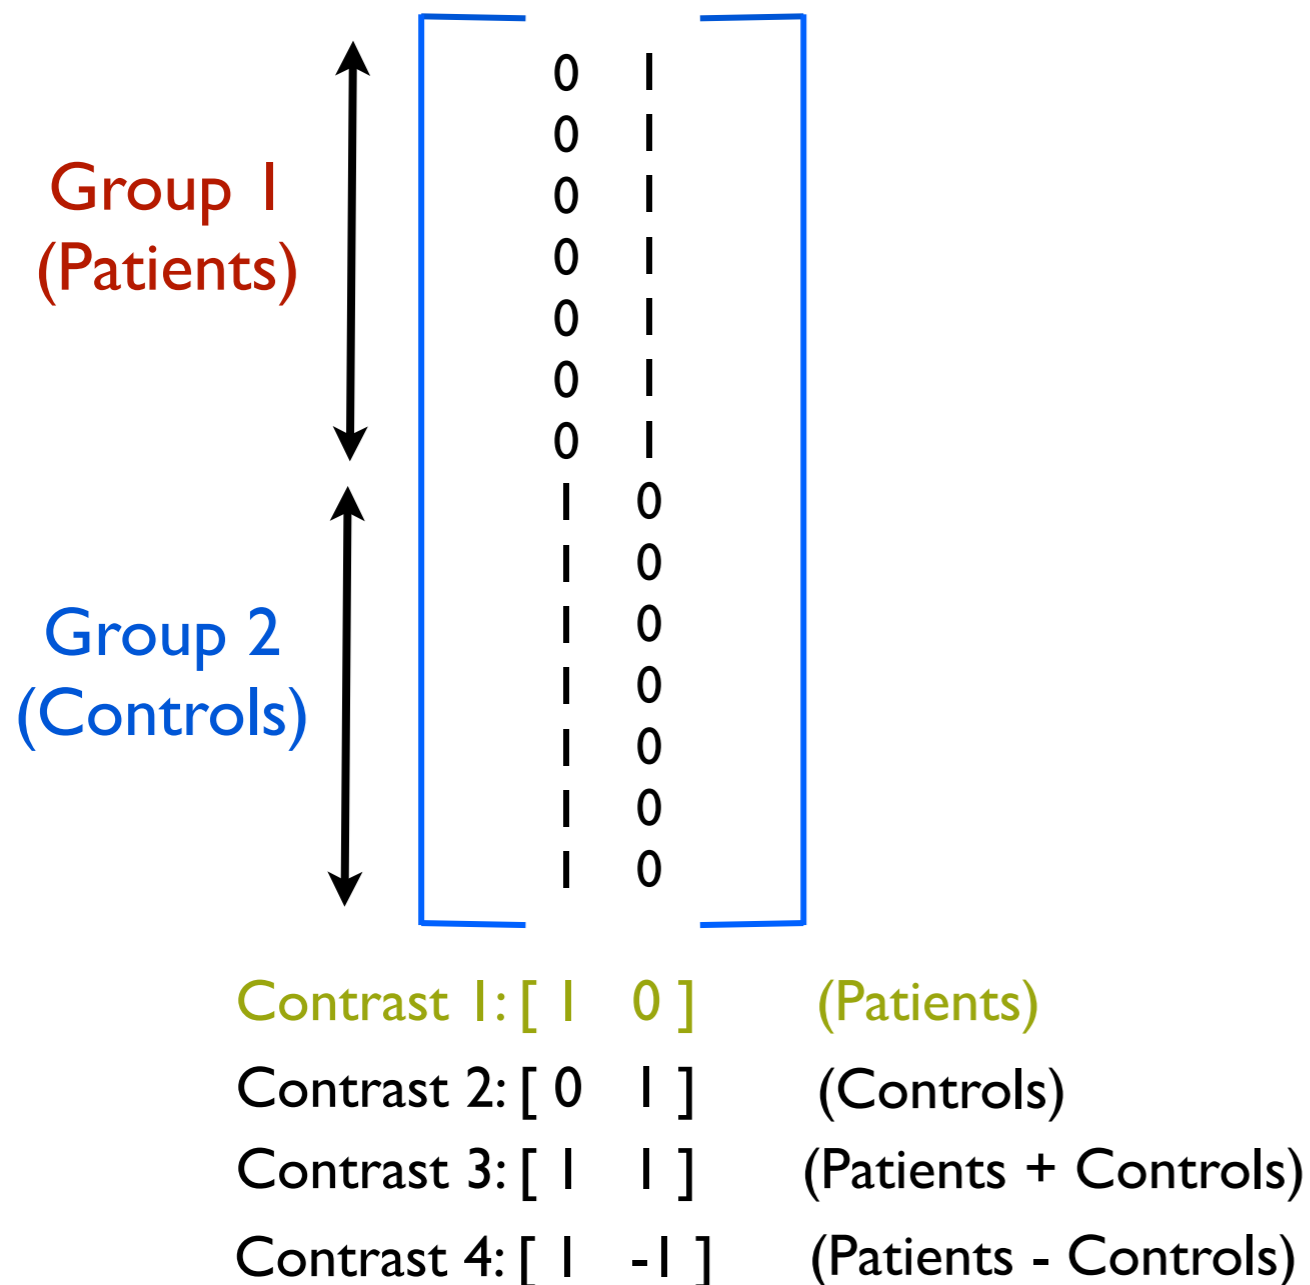 0 1
0 1
0 1
Group 1
(Patients)
0 1
0 1
0 1
0 1
1 0
1 0
1 0
Group 2
(Controls)
1 0
1 0
1 0
1 0
Contrast 1: [ 1 0 ] (Patients)
Contrast 2: [ 0 1 ] (Controls)
Contrast 3: [ 1 1 ] (Patients + Controls)
Contrast 4: [ 1 -1 ] (Patients - Controls)